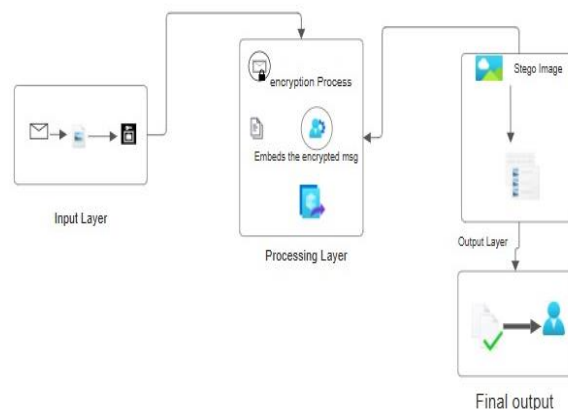 encryption Process
Embeds the encrypted msg
Stego Image
Input Layer
Processing Layer
Output Layer
Final output